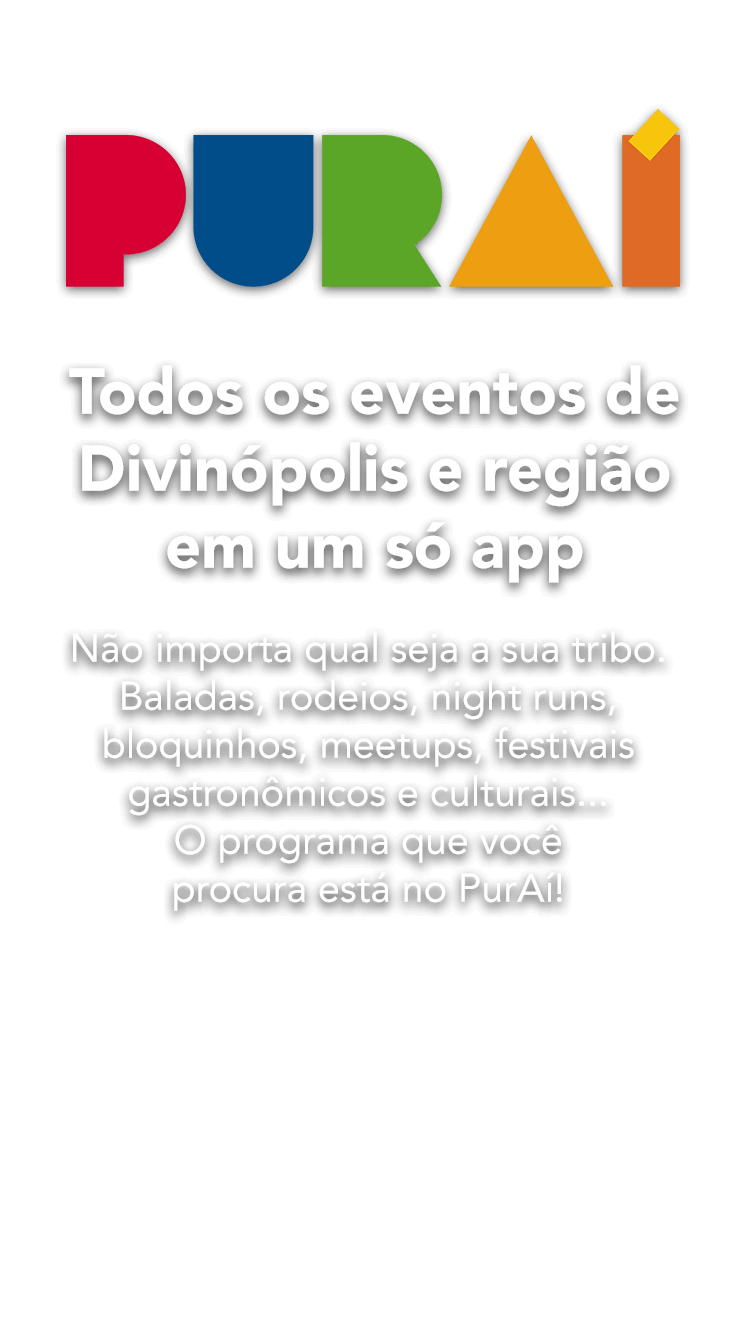 PURAÍ
Todos os eventos de
Divinópolis e região
em um só app
Não importa qual seja a sua tribo.
Baladas, rodeios, night runs,
bloquinhos, meetups, festivais
gastronômicos e culturais...
O programa que você
procura está no PurAí!